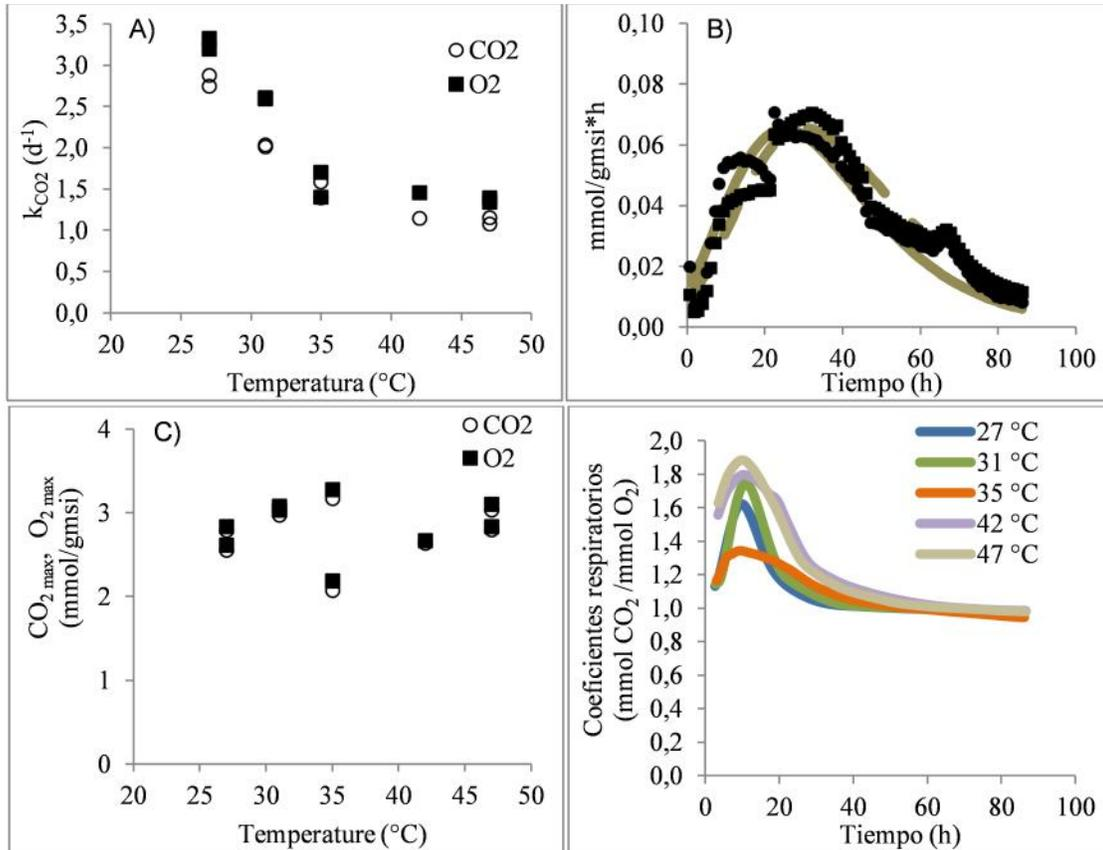 A)
3,5
3,0
2,5
2,0
1,5
1,0
0,5
0,0
k_CO2 (d^-1)
CO2
O2
20 25 30 35 40 45 50
Temperatura (°C)
B)
0,10
0,08
0,06
0,04
0,02
0,00
mmol/gmsi*h
0 20 40 60 80 100
Tiempo (h)
C)
4
3
2
1
0
CO2 max, O2 max
(mmol/gmsi)
CO2
O2
20 25 30 35 40 45 50
Temperature (°C)
2,0
1,8
1,6
1,4
1,2
1,0
0,8
0,6
0,4
0,2
0,0
Coeficientes respiratorios
(mmol CO2 /mmol O2)
27 °C
31 °C
35 °C
42 °C
47 °C
0 20 40 60 80 100
Tiempo (h)